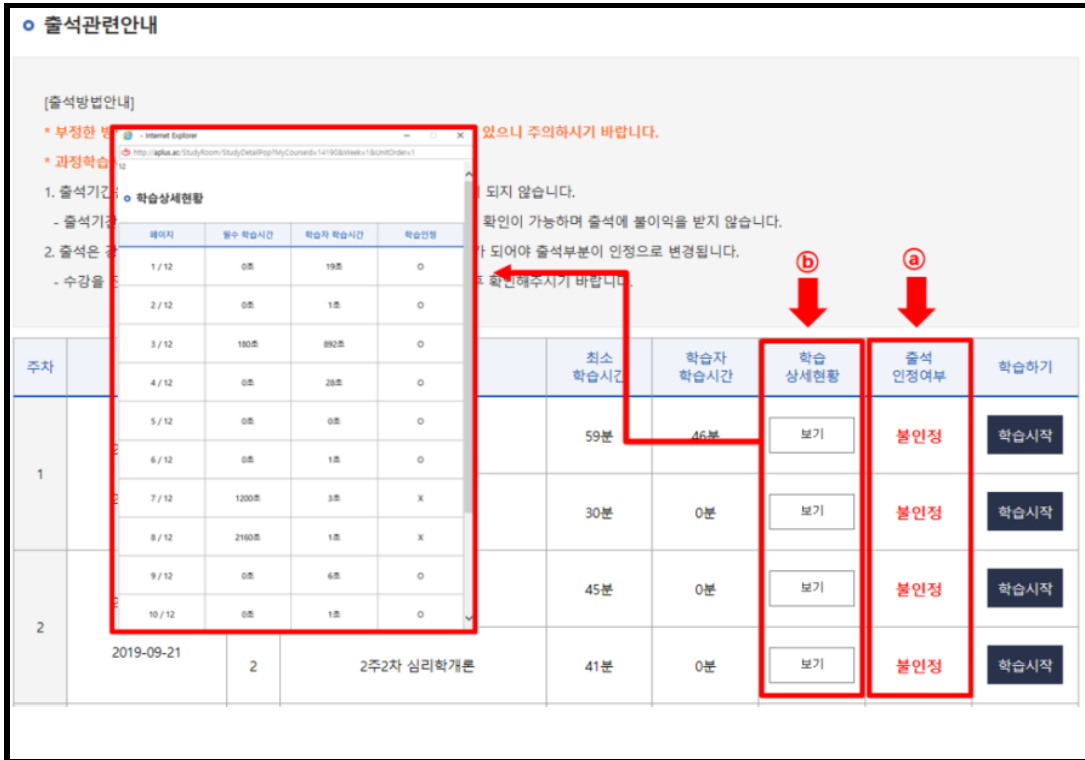 출석관련안내
[출석방법안내]
* 부정한 있으니 주의하시기 바랍니다.
* 과정학습
1. 출석기간 되지 않습니다.
- 출석기간 확인이 가능하며 출석에 불이익을 받지 않습니다.
2. 출석은 되어야 출석부분이 인정으로 변경됩니다.
- 수강을 확인해주시기 바랍니다.
- Internet Explorer
http://aplus.ac/StudyRoom/StudyDetailPop?MyCourseId=14190&Week=1&UnitOrder=1
12
학습상세현황
페이지 필수 학습시간 학습자 학습시간 학습인정
1 / 12 0초 19초 O
2 / 12 0초 1초 O
3 / 12 180초 892초 O
4 / 12 0초 28초 O
5 / 12 0초 0초 O
6 / 12 0초 1초 O
7 / 12 1200초 3초 X
8 / 12 2160초 1초 X
9 / 12 0초 6초 O
10 / 12 0초 1초 O
ⓑ ⓐ
주차 최소 학습시간 학습자 학습시간 학습 상세현황 출석 인정여부 학습하기
1 59분 46분 보기 불인정 학습시작
30분 0분 보기 불인정 학습시작
2 45분 0분 보기 불인정 학습시작
2019-09-21 2 2주2차 심리학개론 41분 0분 보기 불인정 학습시작